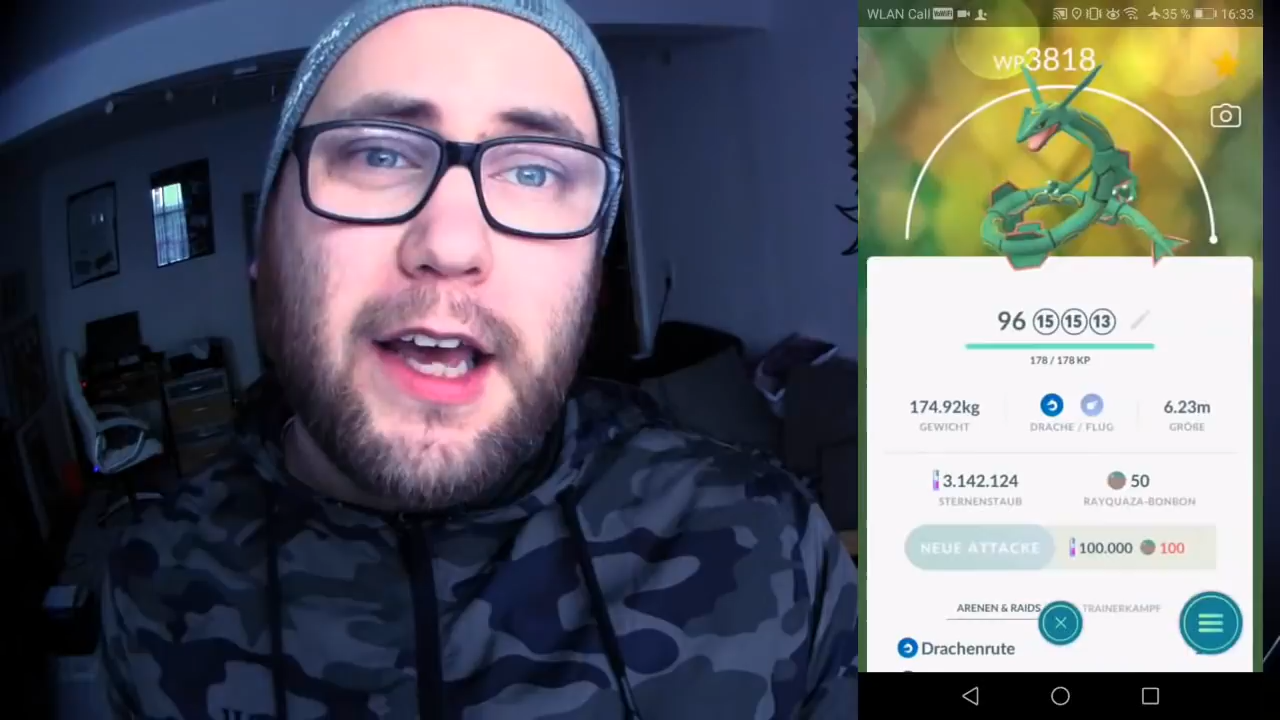 WLAN Call VoWiFi 35 % 16:33
WP3818
96 15 15 13
178 / 178 KP
174.92kg 6.23m
GEWICHT DRACHE / FLUG GRÖßE
3.142.124 50
STERNENSTAUB RAYQUAZA-BONBON
NEUE ATTACKE 100.000 100
ARENEN & RAIDS TRAINERKAMPF
Drachenrute